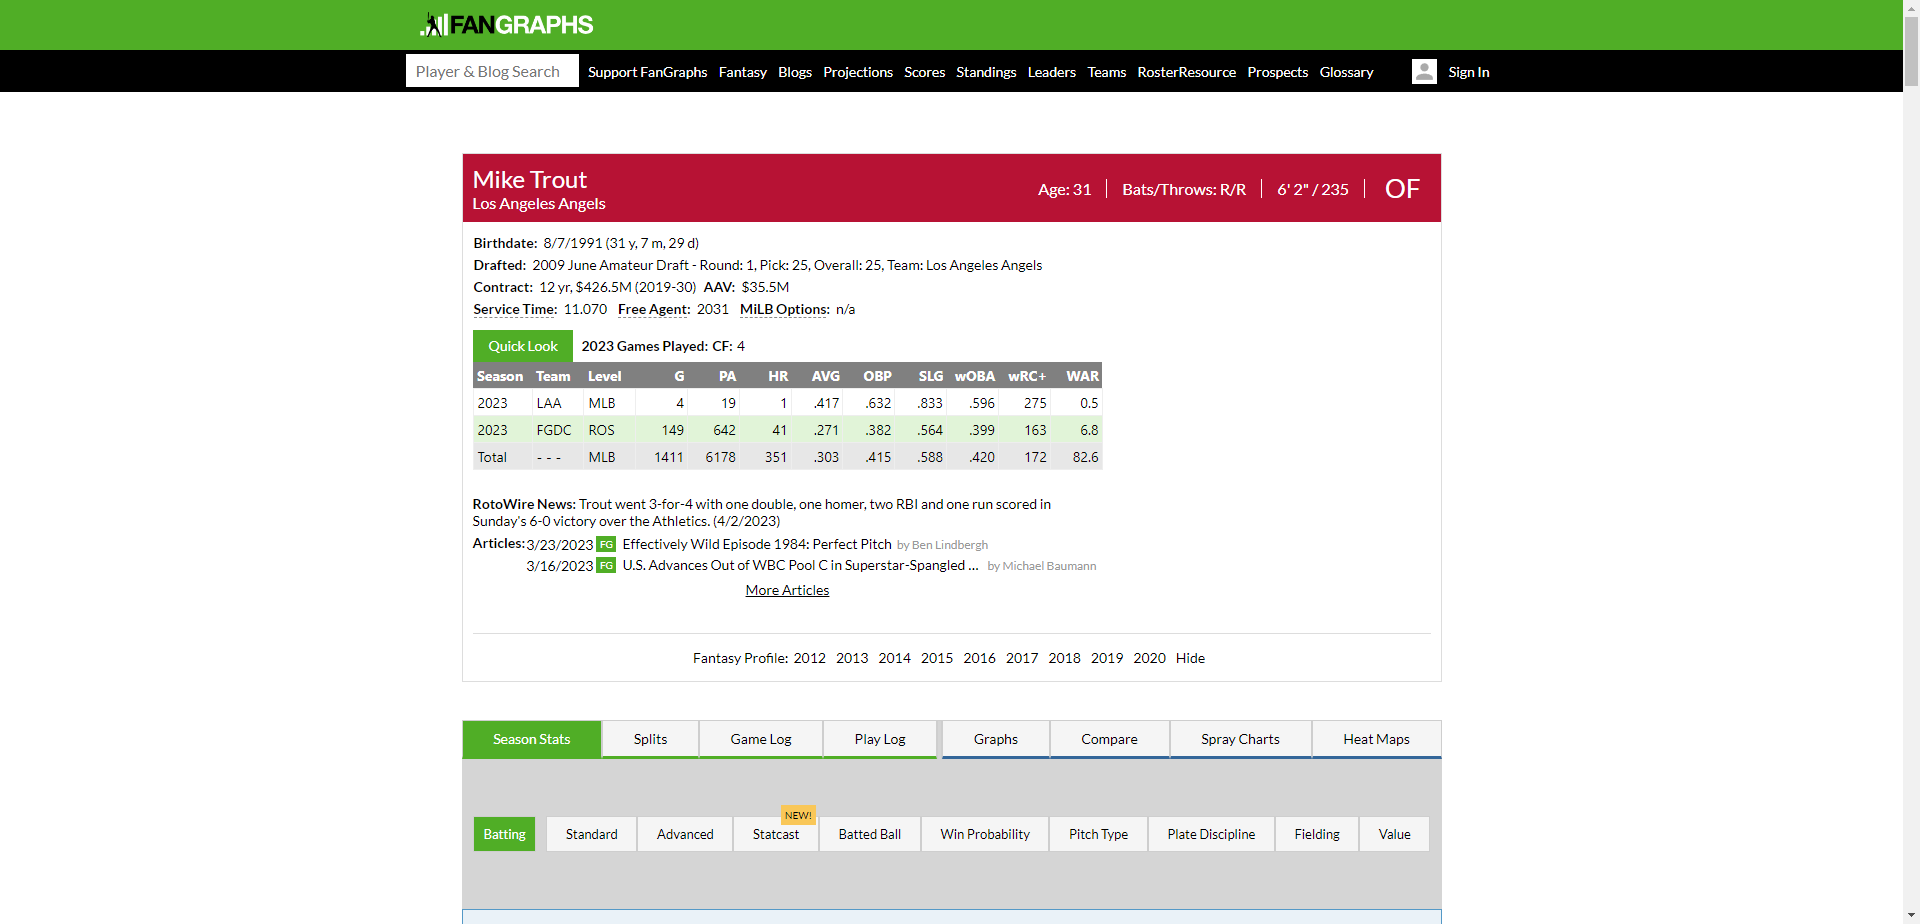 FANGRAPHS
Player & Blog Search Support FanGraphs Fantasy Blogs Projections Scores Standings Leaders Teams RosterResource Prospects Glossary Sign In
Mike Trout
Los Angeles Angels
Age: 31 Bats/Throws: R/R 6' 2" / 235 OF
Birthdate: 8/7/1991 (31 y, 7 m, 29 d)
Drafted: 2009 June Amateur Draft - Round: 1, Pick: 25, Overall: 25, Team: Los Angeles Angels
Contract: 12 yr, $426.5M (2019-30) AAV: $35.5M
Service Time: 11.070 Free Agent: 2031 MiLB Options: n/a
Quick Look 2023 Games Played: CF: 4
Season Team Level G PA HR AVG OBP SLG wOBA wRC+ WAR
2023 LAA MLB 4 19 1 .417 .632 .833 .596 275 0.5
2023 FGDC ROS 149 642 41 .271 .382 .564 .399 163 6.8
Total - - - MLB 1411 6178 351 .303 .415 .588 .420 172 82.6
RotoWire News: Trout went 3-for-4 with one double, one homer, two RBI and one run scored in
Sunday's 6-0 victory over the Athletics. (4/2/2023)
Articles: 3/23/2023 FG Effectively Wild Episode 1984: Perfect Pitch by Ben Lindbergh
3/16/2023 FG U.S. Advances Out of WBC Pool C in Superstar-Spangled ... by Michael Baumann
More Articles
Fantasy Profile: 2012 2013 2014 2015 2016 2017 2018 2019 2020 Hide
Season Stats Splits Game Log Play Log Graphs Compare Spray Charts Heat Maps
NEW!
Batting Standard Advanced Statcast Batted Ball Win Probability Pitch Type Plate Discipline Fielding Value